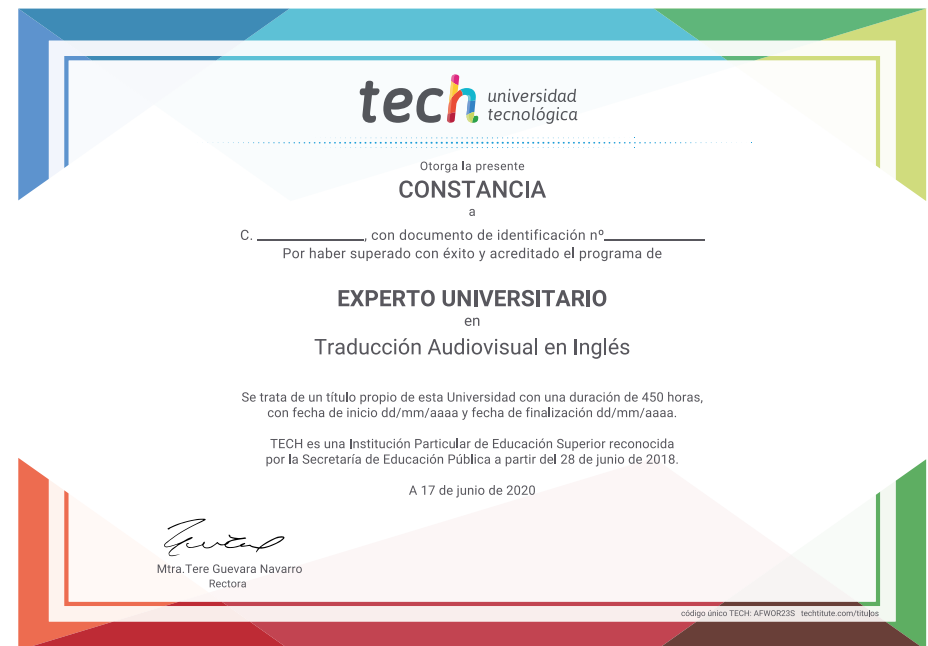 tech universidad
tecnológica
Otorga la presente
CONSTANCIA
a
C. ____________, con documento de identificación nº____________
Por haber superado con éxito y acreditado el programa de
EXPERTO UNIVERSITARIO
en
Traducción Audiovisual en Inglés
Se trata de un título propio de esta Universidad con una duración de 450 horas,
con fecha de inicio dd/mm/aaaa y fecha de finalización dd/mm/aaaa.
TECH es una Institución Particular de Educación Superior reconocida
por la Secretaría de Educación Pública a partir del 28 de junio de 2018.
A 17 de junio de 2020
Mtra.Tere Guevara Navarro
Rectora
código único TECH: AFWOR23S techtitute.com/titulos